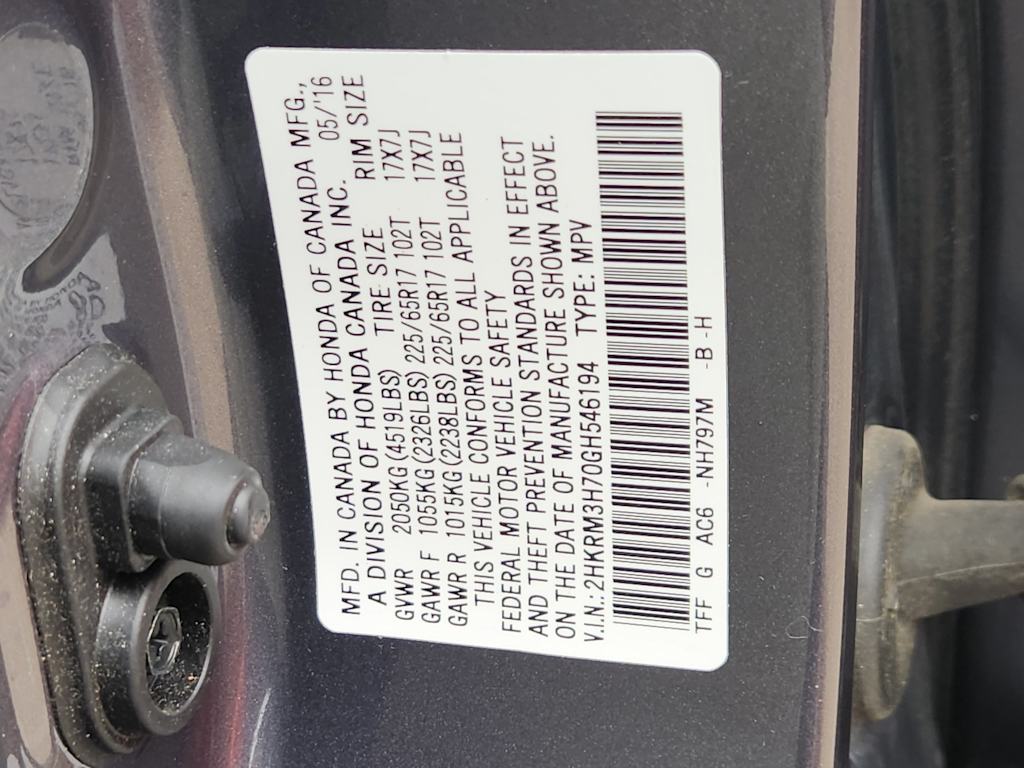 MFD. IN CANADA BY HONDA OF CANADA MFG.,
A DIVISION OF HONDA CANADA INC. 05/'16
GVWR 2050KG (4519LBS) TIRE SIZE RIM SIZE
GAWR F 1055KG (2326LBS) 225/65R17 102T 17X7J
GAWR R 1015KG (2238LBS) 225/65R17 102T 17X7J
THIS VEHICLE CONFORMS TO ALL APPLICABLE
FEDERAL MOTOR VEHICLE SAFETY
AND THEFT PREVENTION STANDARDS IN EFFECT
ON THE DATE OF MANUFACTURE SHOWN ABOVE.
V.I.N.:2HKRM3H70GH546194 TYPE: MPV
TFF G AC6 -NH797M -B-H